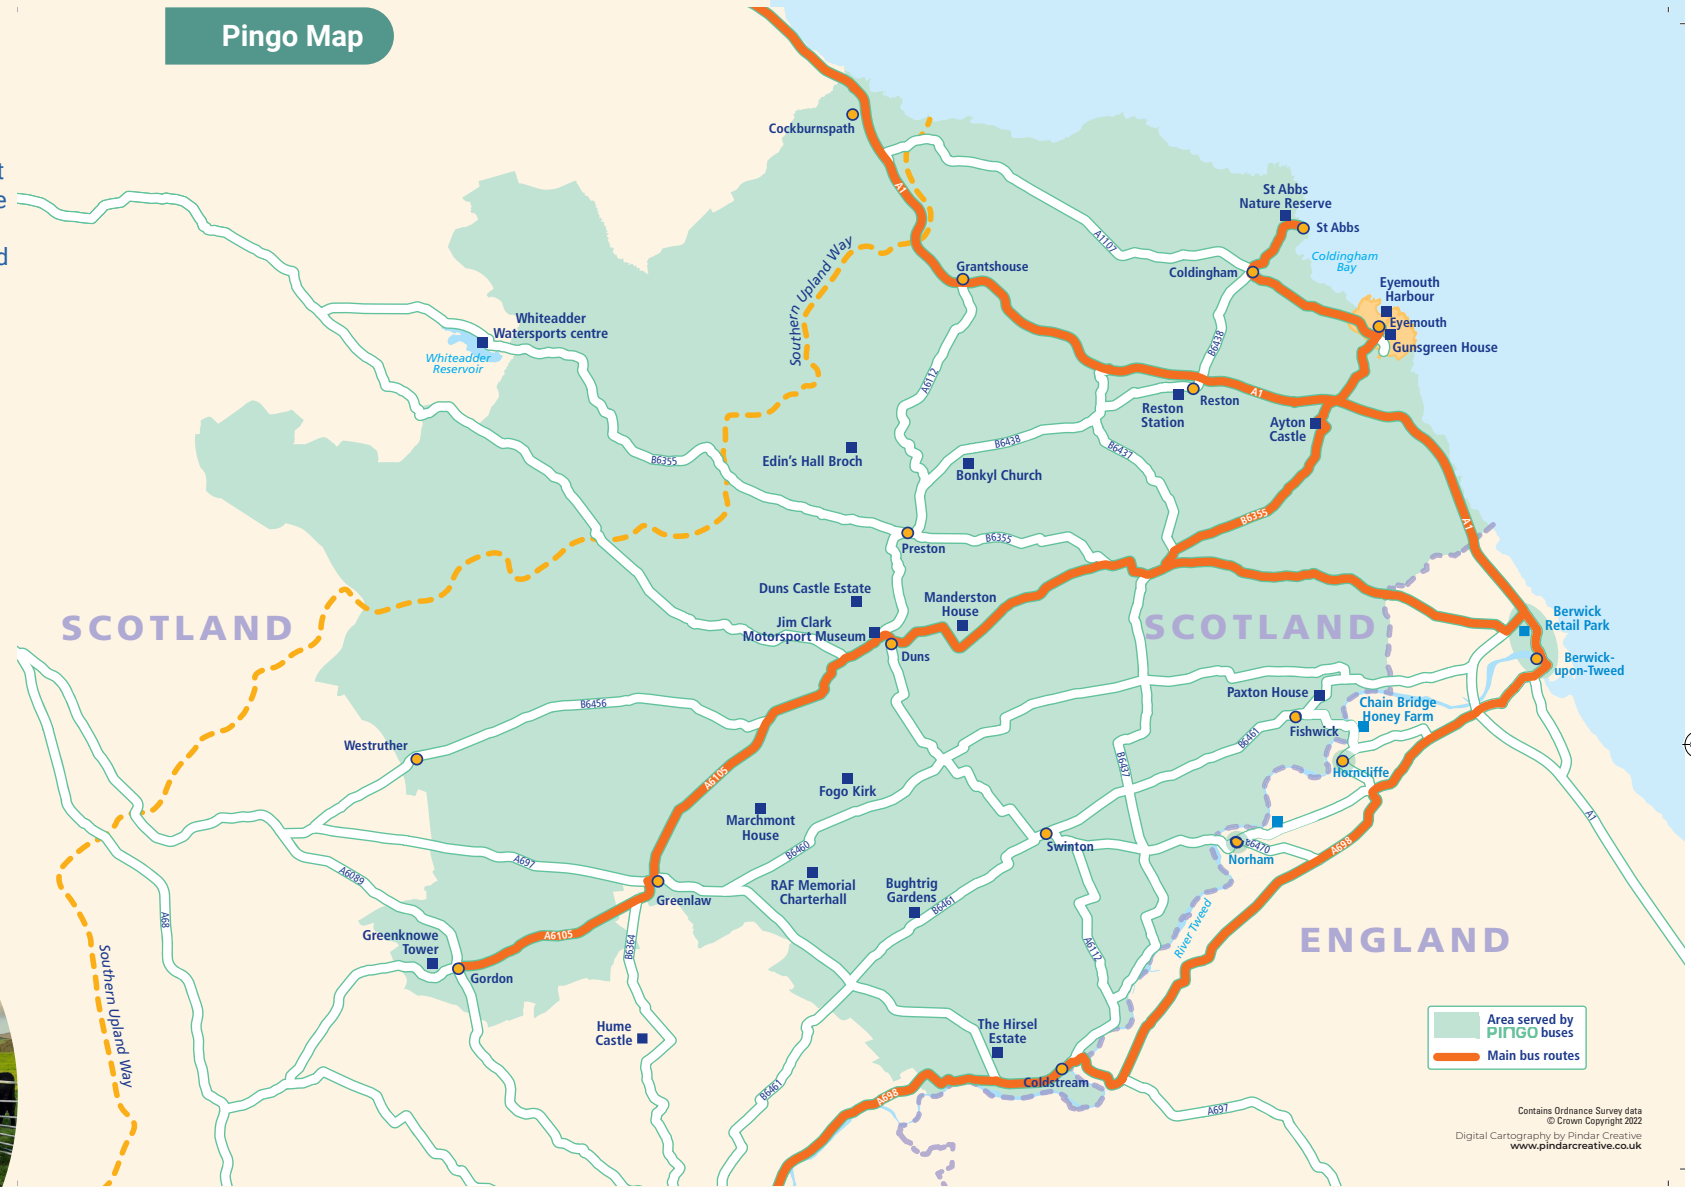 Pingo Map
t
e
d
Cockburnspath
A1
St Abbs
Nature Reserve
St Abbs
A1107
Coldingham
Bay
Southern Upland Way
Grantshouse
Coldingham
Eyemouth
Harbour
Eyemouth
Gunsgreen House
Whiteadder
Watersports centre
Whiteadder
Reservoir
B6438
A6112
Reston
Station
Reston
A1
Ayton
Castle
B6355
Edin's Hall Broch
B6438
Bonkyl Church
B6437
B6355
A1
Preston
B6355
Duns Castle Estate
Manderston
House
Jim Clark
Motorsport Museum
Duns
SCOTLAND
SCOTLAND
Berwick
Retail Park
Berwick-
upon-Tweed
Paxton House
Chain Bridge
Honey Farm
Fishwick
B6456
Westruther
B6461
B6437
Horncliffe
A6105
Fogo Kirk
Marchmont
House
A1
Swinton
B6460
B6470
Norham
A698
A697
A6089
RAF Memorial
Charterhall
Bughtrig
Gardens
B6461
Greenlaw
A68
Greenknowe
Tower
A6105
B6364
Gordon
A6112
River Tweed
ENGLAND
Southern Upland Way
Hume
Castle
The Hirsel
Estate
Coldstream
B6461
A698
A697
Area served by
PINGO buses
Main bus routes
Contains Ordnance Survey data
© Crown Copyright 2022
Digital Cartography by Pindar Creative
www.pindarcreative.co.uk